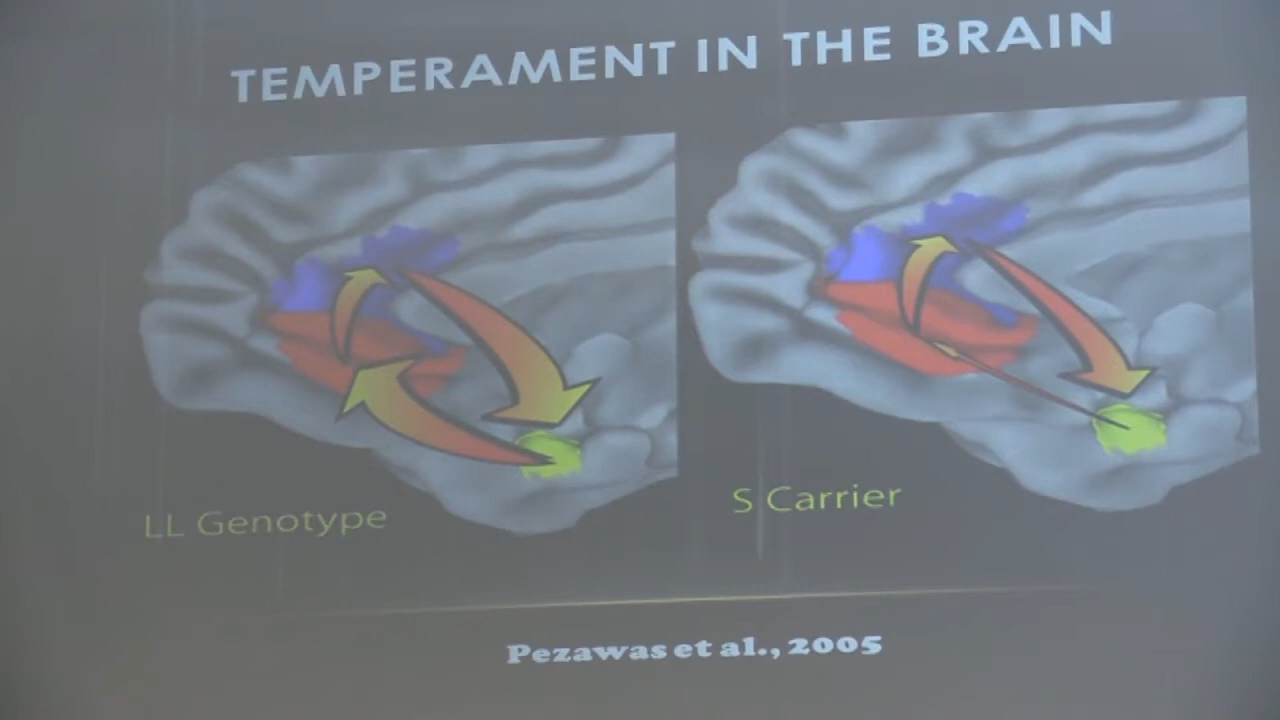 TEMPERAMENT IN THE BRAIN
LL Genotype
S Carrier
Pezawas et al., 2005